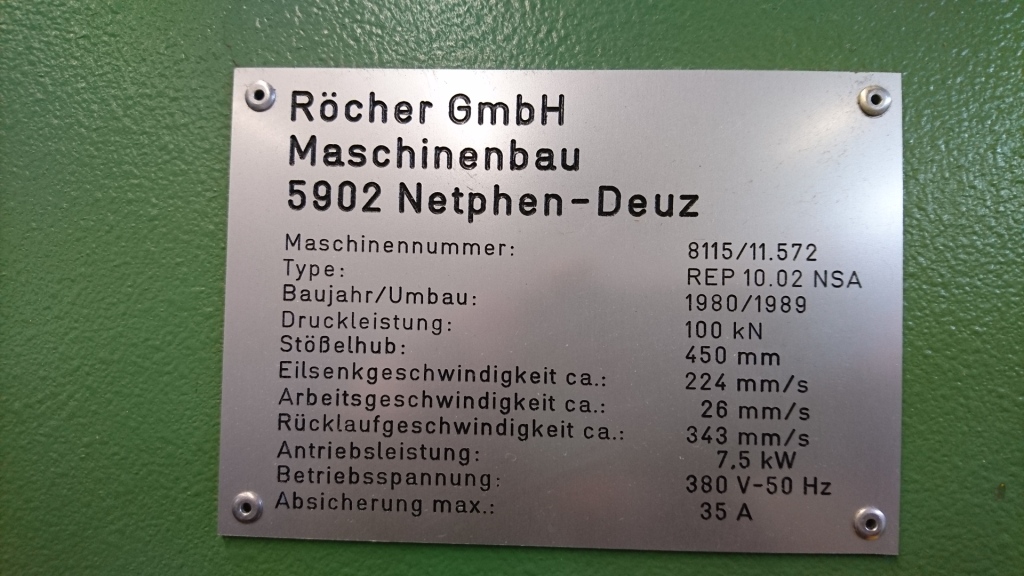 Röcher GmbH
Maschinenbau
5902 Netphen-Deuz
Maschinennummer: 8115/11.572
Type: REP 10.02 NSA
Baujahr/Umbau: 1980/1989
Druckleistung: 100 kN
Stößelhub: 450 mm
Eilsenkgeschwindigkeit ca.: 224 mm/s
Arbeitsgeschwindigkeit ca.: 26 mm/s
Rücklaufgeschwindigkeit ca.: 343 mm/s
Antriebsleistung: 7,5 kW
Betriebsspannung: 380 V-50 Hz
Absicherung max.: 35 A